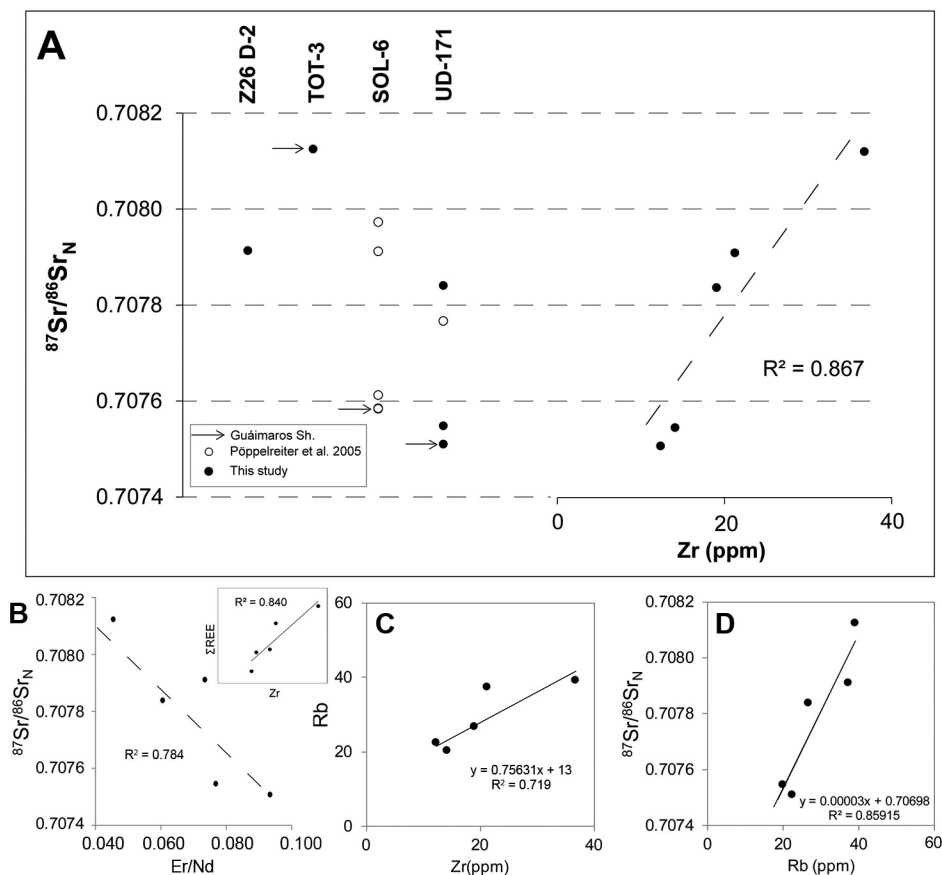 A
Z26 D-2
TOT-3
SOL-6
UD-171
0.7082
0.7080
0.7078
0.7076
0.7074
87Sr/86SrN
R² = 0.867
Guáimaros Sh.
Pöppelreiter et al. 2005
This study
0
20
40
Zr (ppm)
B
0.7082
0.7080
0.7078
0.7076
0.7074
87Sr/86SrN
R² = 0.784
0.040
0.060
0.080
0.100
Er/Nd
R² = 0.840
ΣREE
Zr
C
60
40
20
0
Rb
y = 0.75631x + 13
R² = 0.719
0
20
40
Zr(ppm)
D
0.7082
0.7080
0.7078
0.7076
0.7074
87Sr/86SrN
y = 0.00003x + 0.70698
R² = 0.85915
0
20
40
60
Rb (ppm)